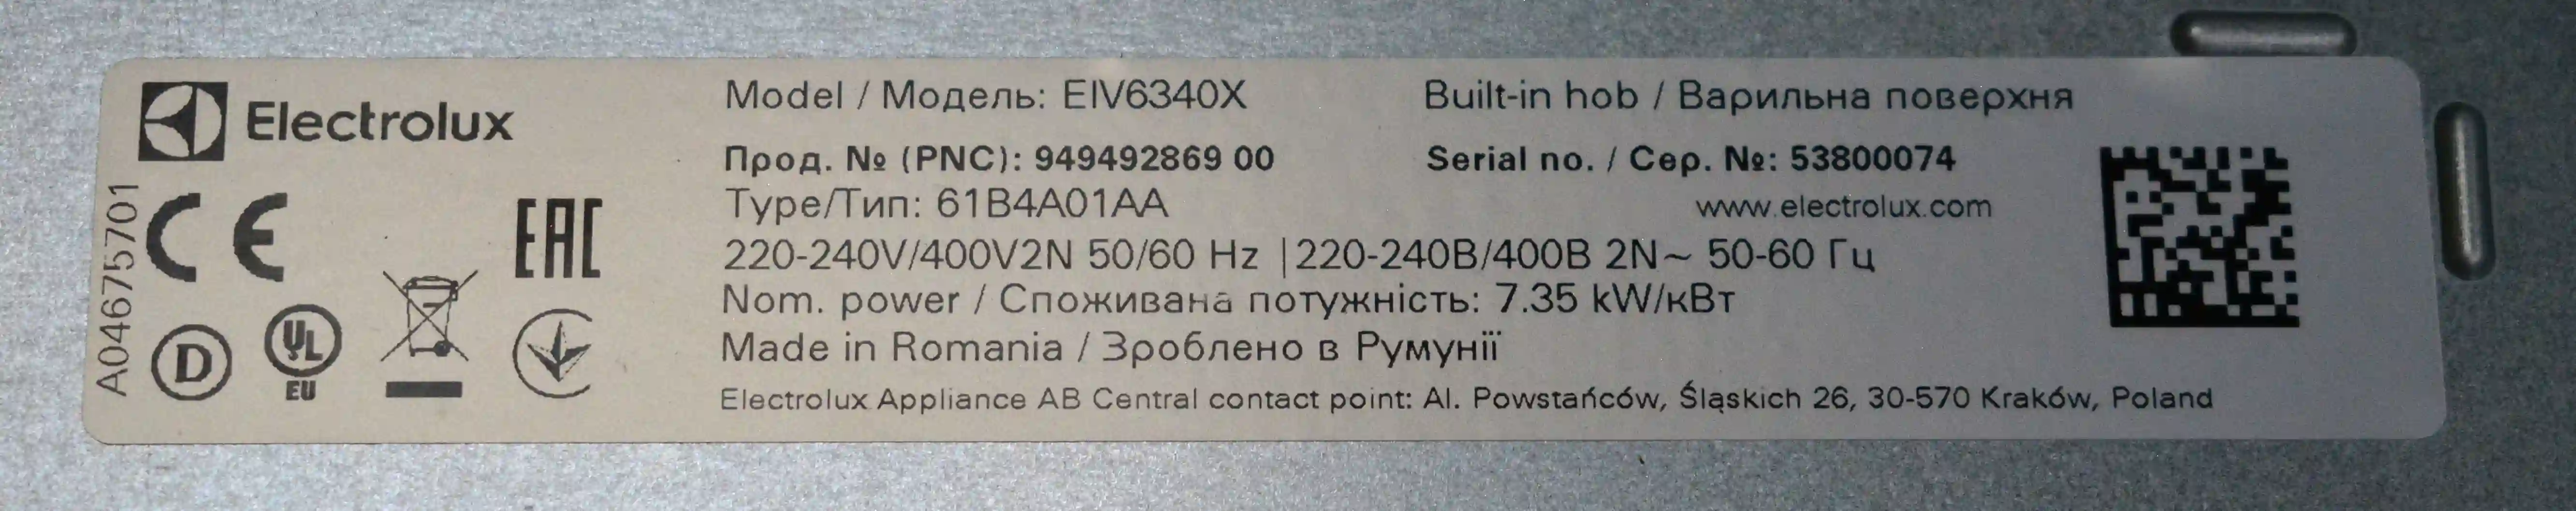 Electrolux
Model / Модель: EIV6340X
Built-in hob / Варильна поверхня
Прод. № (PNC): 949492869 00
Serial no. / Сер. №: 53800074
Type/Тип: 61B4A01AA
www.electrolux.com
220-240V/400V2N 50/60 Hz | 220-240В/400В 2N~ 50-60 Гц
Nom. power / Споживана потужність: 7.35 kW/кВт
Made in Romania / Зроблено в Румунії
Electrolux Appliance AB Central contact point: Al. Powstańców, Śląskich 26, 30-570 Kraków, Poland
A04675701
CE
EAC
D
UL
EU